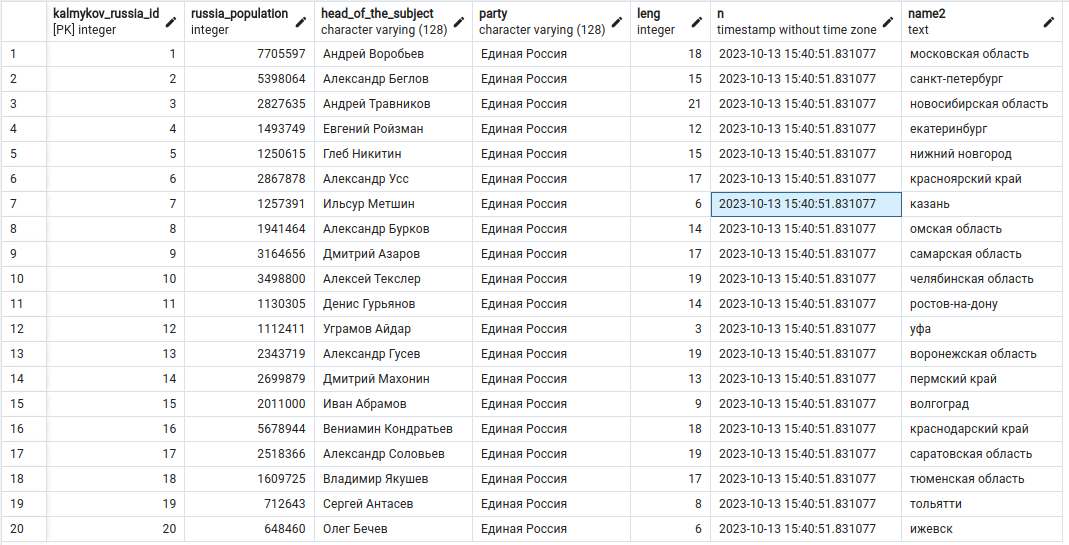 kalmykov_russia_id russia_population head_of_the_subject party leng n name2
[PK] integer integer character varying (128) character varying (128) integer timestamp without time zone text
1 1 7705597 Андрей Воробьев Единая Россия 18 2023-10-13 15:40:51.831077 московская область
2 2 5398064 Александр Беглов Единая Россия 15 2023-10-13 15:40:51.831077 санкт-петербург
3 3 2827635 Андрей Травников Единая Россия 21 2023-10-13 15:40:51.831077 новосибирская область
4 4 1493749 Евгений Ройзман Единая Россия 12 2023-10-13 15:40:51.831077 екатеринбург
5 5 1250615 Глеб Никитин Единая Россия 15 2023-10-13 15:40:51.831077 нижний новгород
6 6 2867878 Александр Усс Единая Россия 17 2023-10-13 15:40:51.831077 красноярский край
7 7 1257391 Ильсур Метшин Единая Россия 6 2023-10-13 15:40:51.831077 казань
8 8 1941464 Александр Бурков Единая Россия 14 2023-10-13 15:40:51.831077 омская область
9 9 3164656 Дмитрий Азаров Единая Россия 17 2023-10-13 15:40:51.831077 самарская область
10 10 3498800 Алексей Текслер Единая Россия 19 2023-10-13 15:40:51.831077 челябинская область
11 11 1130305 Денис Гурьянов Единая Россия 14 2023-10-13 15:40:51.831077 ростов-на-дону
12 12 1112411 Уграмов Айдар Единая Россия 3 2023-10-13 15:40:51.831077 уфа
13 13 2343719 Александр Гусев Единая Россия 19 2023-10-13 15:40:51.831077 воронежская область
14 14 2699879 Дмитрий Махонин Единая Россия 13 2023-10-13 15:40:51.831077 пермский край
15 15 2011000 Иван Абрамов Единая Россия 9 2023-10-13 15:40:51.831077 волгоград
16 16 5678944 Вениамин Кондратьев Единая Россия 18 2023-10-13 15:40:51.831077 краснодарский край
17 17 2518366 Александр Соловьев Единая Россия 19 2023-10-13 15:40:51.831077 саратовская область
18 18 1609725 Владимир Якушев Единая Россия 17 2023-10-13 15:40:51.831077 тюменская область
19 19 712643 Сергей Антасев Единая Россия 8 2023-10-13 15:40:51.831077 тольятти
20 20 648460 Олег Бечев Единая Россия 6 2023-10-13 15:40:51.831077 ижевск